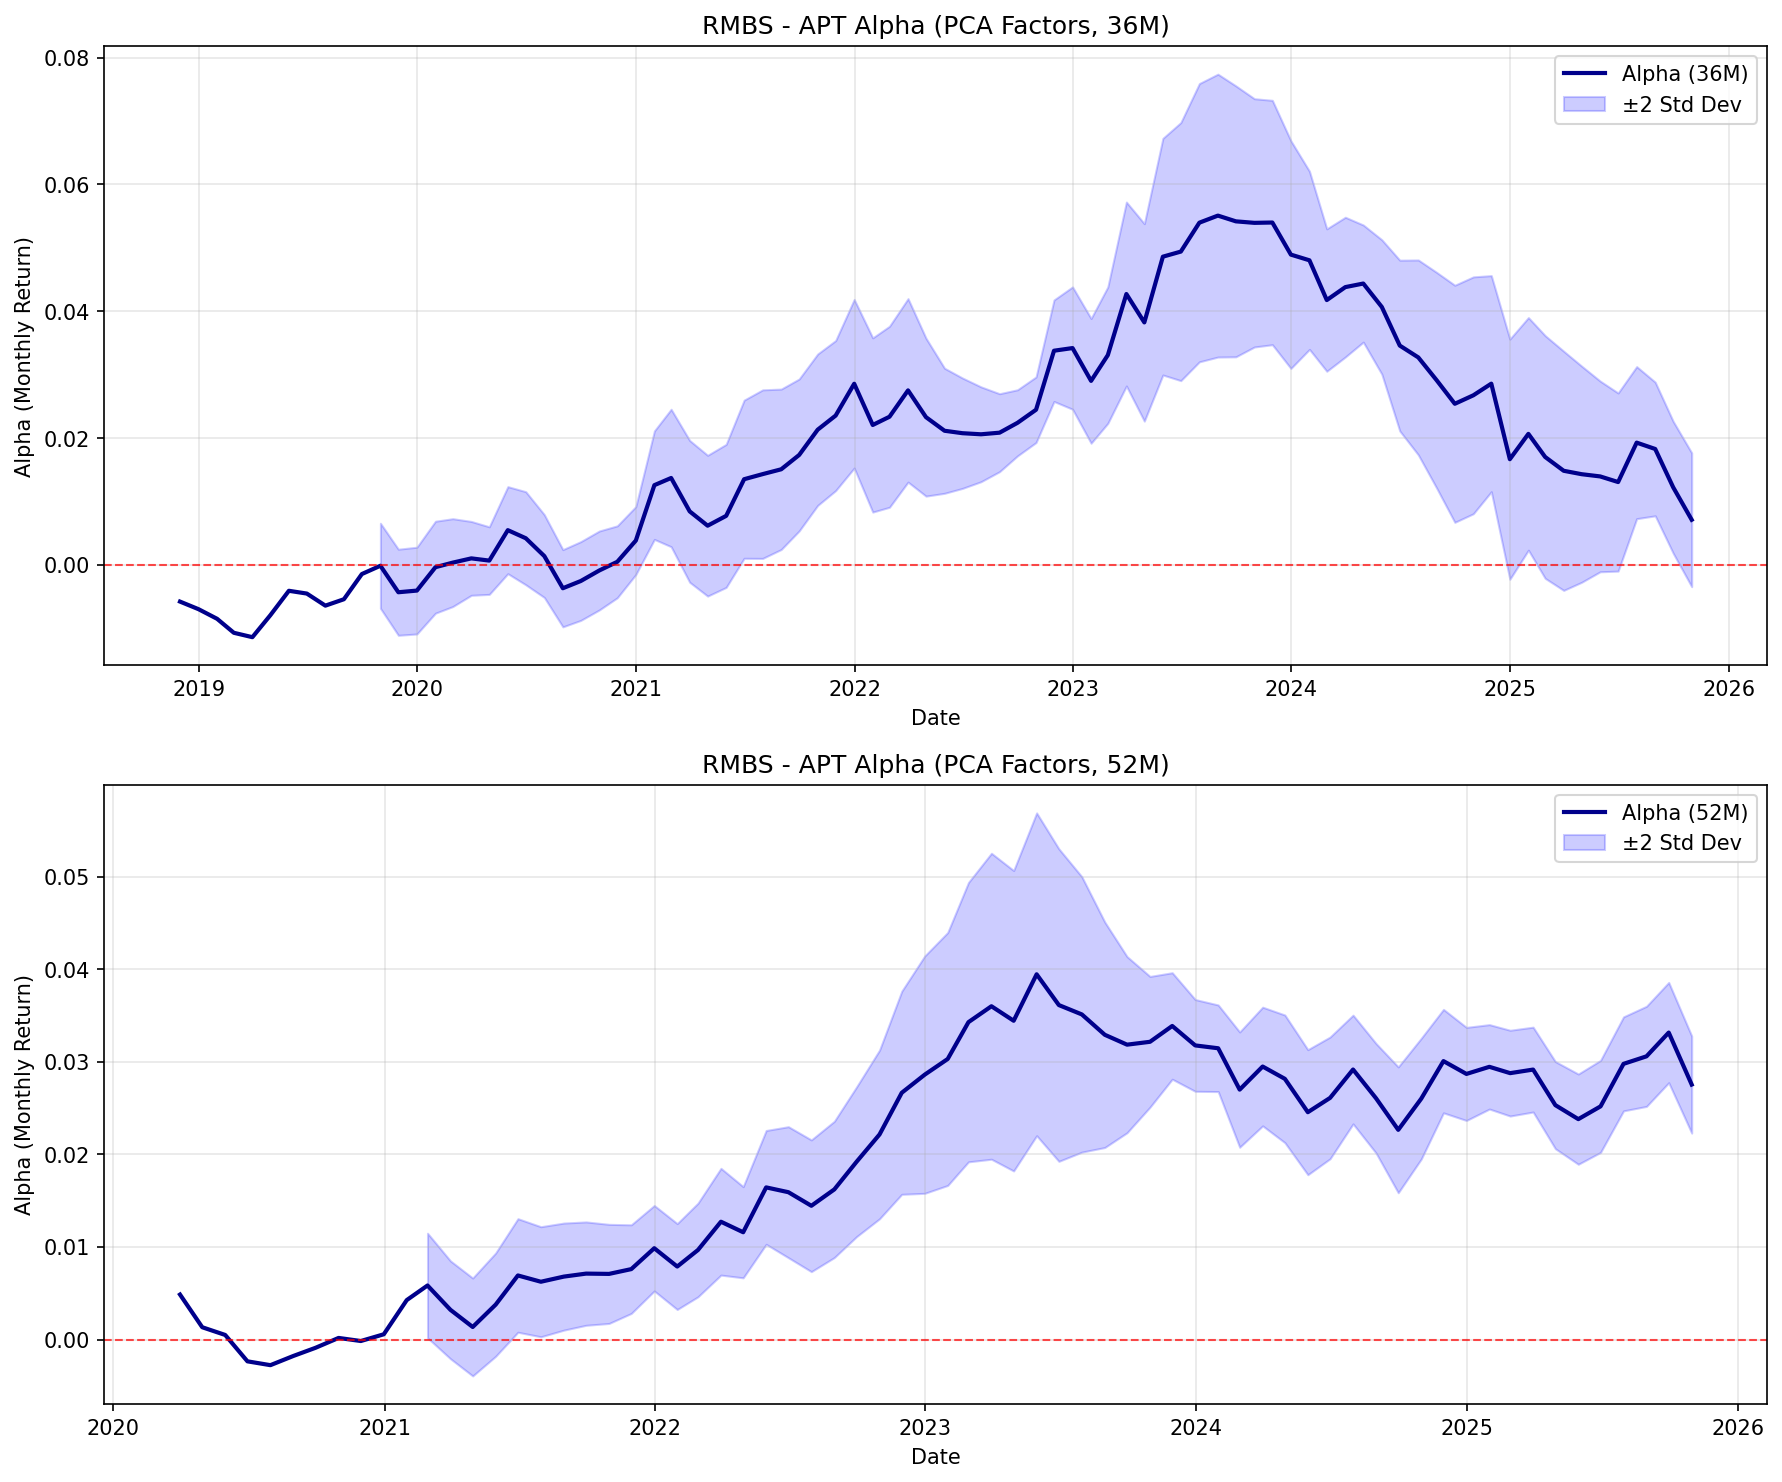 RMBS - APT Alpha (PCA Factors, 36M)
Alpha (36M)
±2 Std Dev
Alpha (Monthly Return)
0.08
0.06
0.04
0.02
0.00
2019 2020 2021 2022 2023 2024 2025 2026
Date
RMBS - APT Alpha (PCA Factors, 52M)
Alpha (52M)
±2 Std Dev
Alpha (Monthly Return)
0.05
0.04
0.03
0.02
0.01
0.00
2020 2021 2022 2023 2024 2025 2026
Date